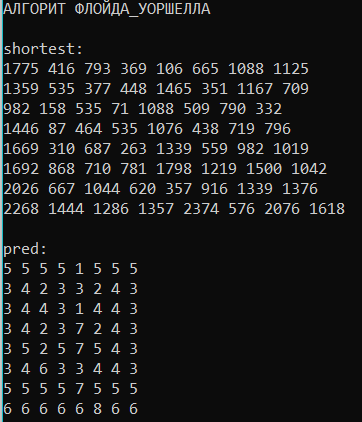 АЛГОРИТ ФЛОЙДА_УОРШЕЛЛА
shortest:
1775 416 793 369 106 665 1088 1125
1359 535 377 448 1465 351 1167 709
982 158 535 71 1088 509 790 332
1446 87 464 535 1076 438 719 796
1669 310 687 263 1339 559 982 1019
1692 868 710 781 1798 1219 1500 1042
2026 667 1044 620 357 916 1339 1376
2268 1444 1286 1357 2374 576 2076 1618
pred:
5 5 5 5 1 5 5 5
3 4 2 3 3 2 4 3
3 4 4 3 1 4 4 3
3 4 2 3 7 2 4 3
3 5 2 5 7 5 4 3
3 4 6 3 3 4 4 3
5 5 5 5 7 5 5 5
6 6 6 6 6 8 6 6